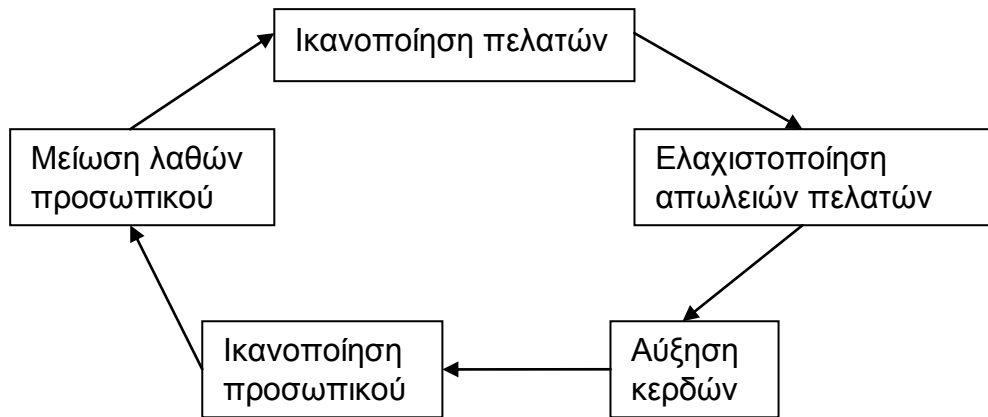 Ικανοποίηση πελατών
Μείωση λαθών
προσωπικού
Ελαχιστοποίηση
απωλειών πελατών
Ικανοποίηση
προσωπικού
Αύξηση
κερδών